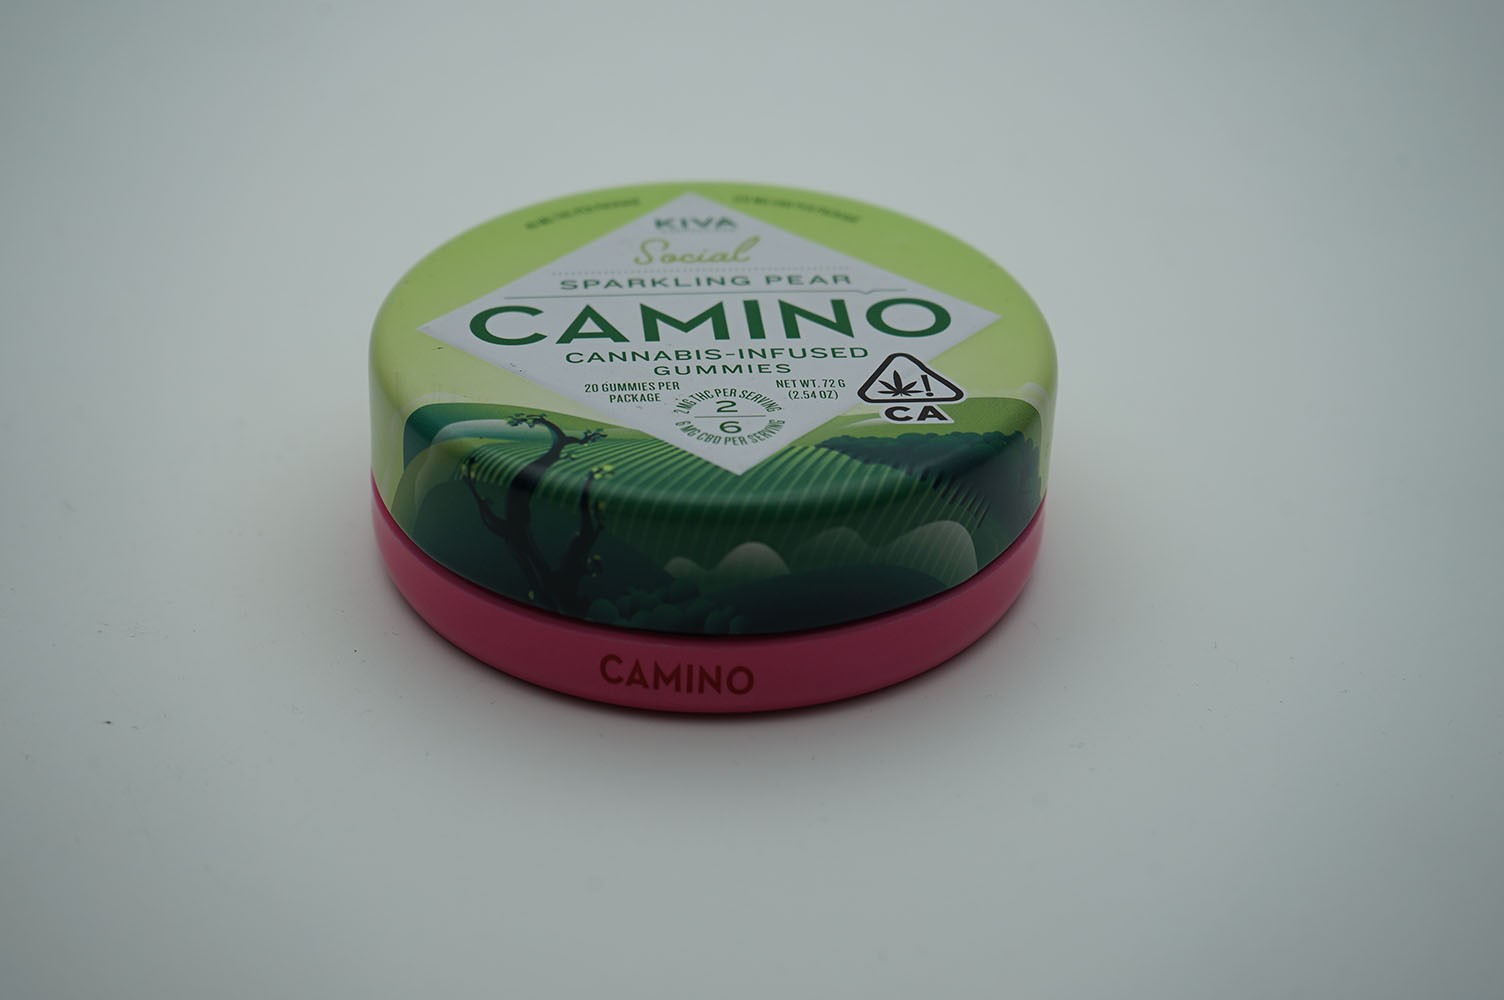 KIVA
Social
SPARKLING PEAR
CAMINO
CANNABIS-INFUSED
GUMMIES
20 GUMMIES PER
PACKAGE
2 MG THC PER SERVING
2
6
6 MG CBD PER SERVING
NET WT. 72 G
(2.54 OZ)
!
CA
CAMINO